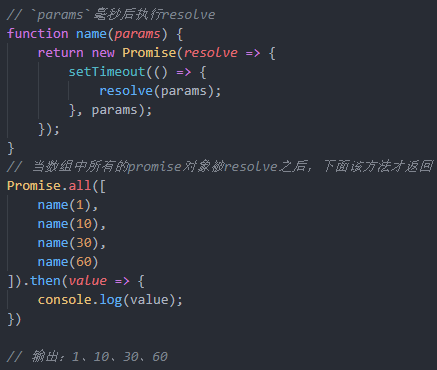 // `params`毫秒后执行resolve
function name(params) {
    return new Promise(resolve => {
        setTimeout(() => {
            resolve(params);
        }, params);
    });
}
// 当数组中所有的promise对象被resolve之后，下面该方法才返回
Promise.all([
    name(1),
    name(10),
    name(30),
    name(60)
]).then(value => {
    console.log(value);
})
// 输出：1、10、30、60